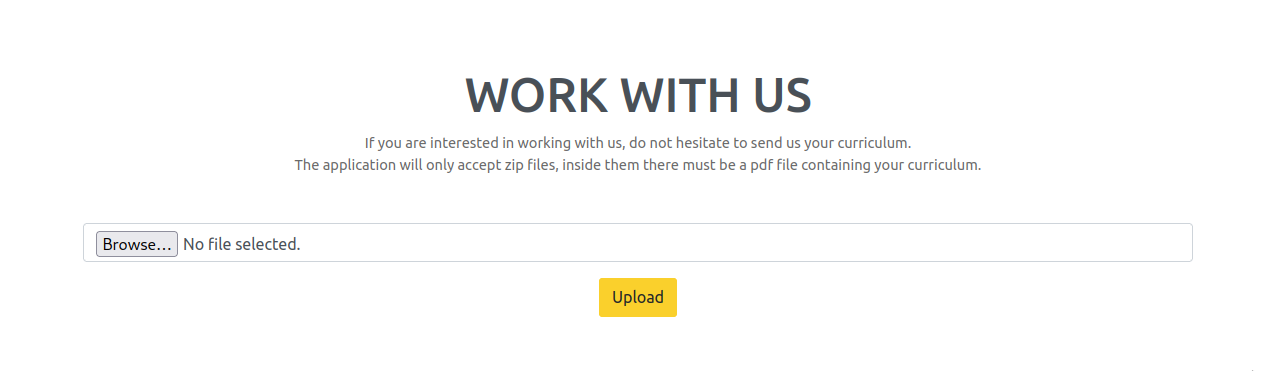 WORK WITH US
If you are interested in working with us, do not hesitate to send us your curriculum.
The application will only accept zip files, inside them there must be a pdf file containing your curriculum.
Browse... No file selected.
Upload